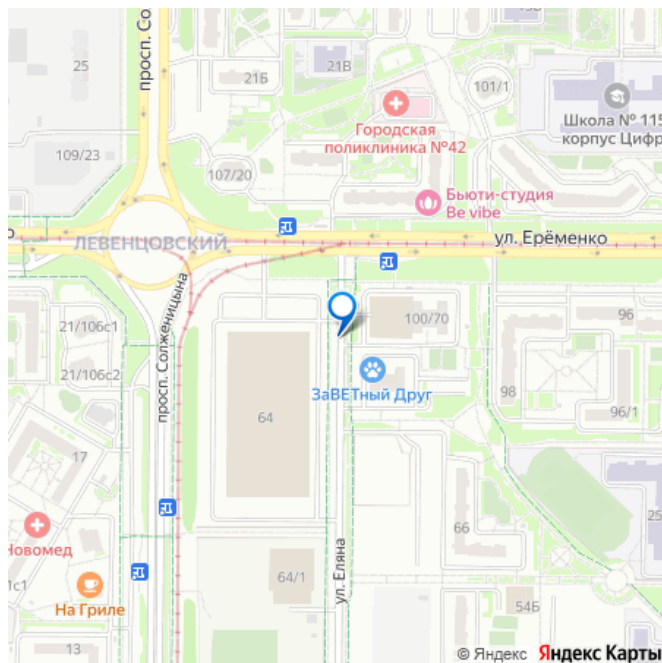 просп. Со
25
21Б
21В
101/1
Школа № 115
корпус Цифр
Городская
поликлиника №42
109/23
107/20
Бьюти-студия
Be vibe
о
ЛЕВЕНЦОВСКИЙ
ул. Ерёменко
просп. Солженицына
21/106с1
100/70
96
21/106с2
ЗаВЕТный Друг
98
96/1
64
17
66
25
Новомед
1с1
На Гриле
64/1
ул. Еляна
54Б
13
© Яндекс Яндекс Карты